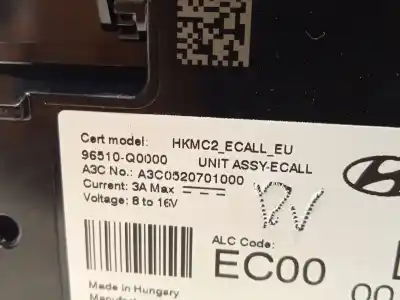 Cert model: HKMC2_ECALL_EU
96510-Q0000 UNIT ASSY-ECALL
A3C No.: A3C0520701000
Current: 3A Max
Voltage: 8 to 16V
ALC Code:
EC00
00
Made in Hungary